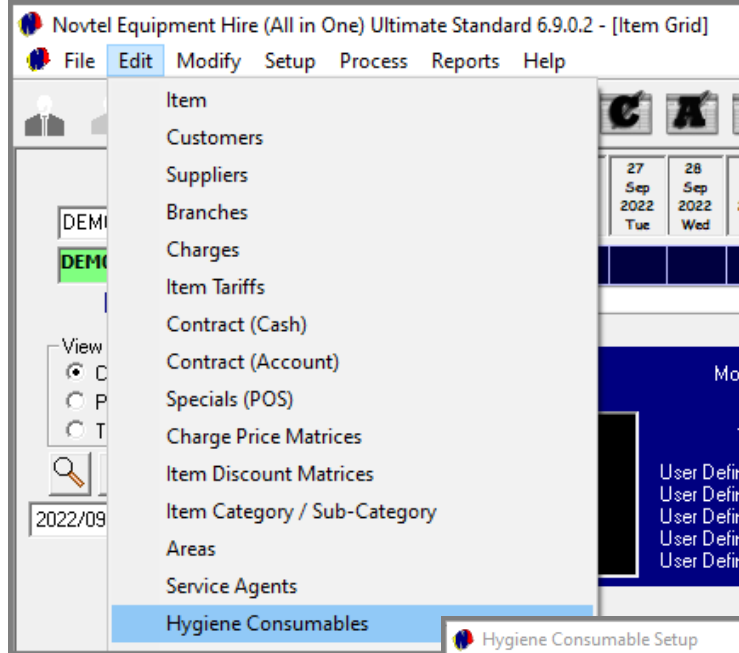 Novtel Equipment Hire (All in One) Ultimate Standard 6.9.0.2 - [Item Grid]
File Edit Modify Setup Process Reports Help
C A
27 Sep 2022 Tue
28 Sep 2022 Wed
Item
Customers
Suppliers
Branches
Charges
Item Tariffs
Contract (Cash)
Contract (Account)
Specials (POS)
Charge Price Matrices
Item Discount Matrices
Item Category / Sub-Category
Areas
Service Agents
Hygiene Consumables
View
2022/09
User Defi
User Defi
User Defi
User Defi
User Defi
Hygiene Consumable Setup